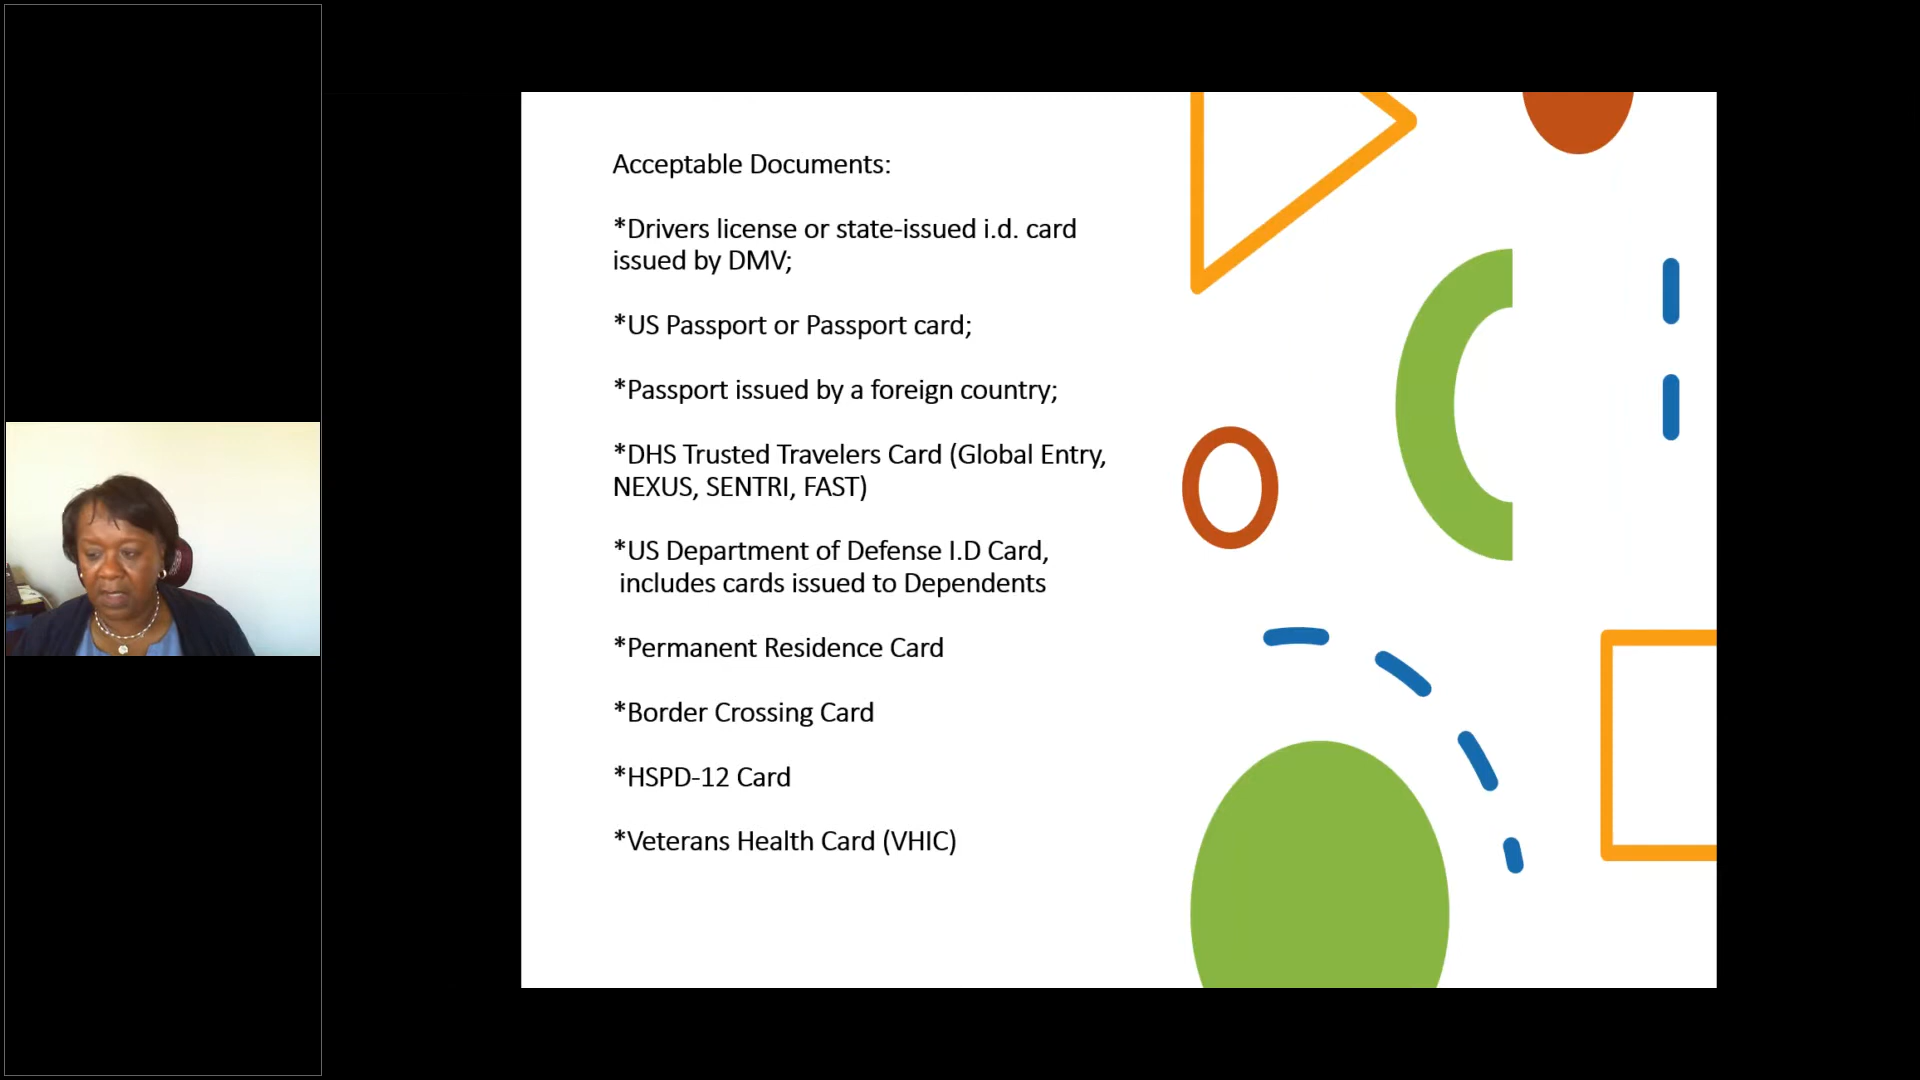 Acceptable Documents:
*Drivers license or state-issued i.d. card
issued by DMV;
*US Passport or Passport card;
*Passport issued by a foreign country;
*DHS Trusted Travelers Card (Global Entry,
NEXUS, SENTRI, FAST)
*US Department of Defense I.D Card,
includes cards issued to Dependents
*Permanent Residence Card
*Border Crossing Card
*HSPD-12 Card
*Veterans Health Card (VHIC)